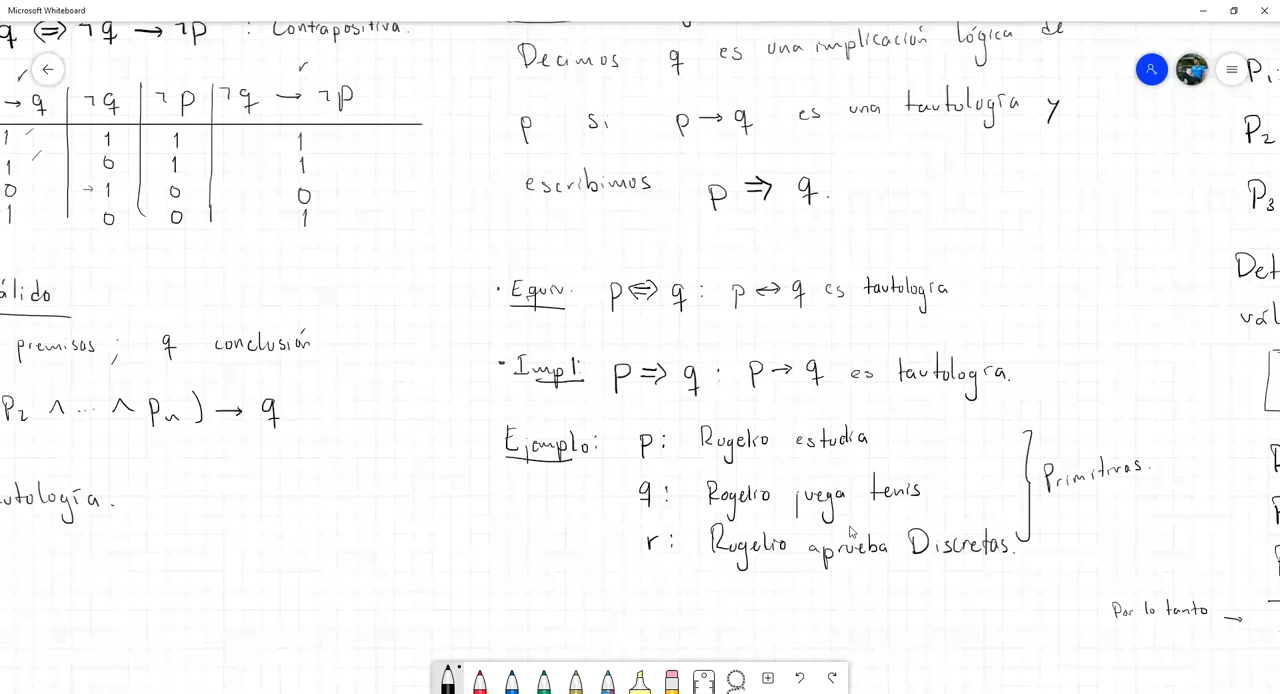 Microsoft Whiteboard
q ⇔ ¬q → ¬p : Contrapositiva.
→ q | ¬q | ¬p | ¬q → ¬p
1 1 1 1
1 0 1 1
0 1 0 0
1 0 0 1
álido
premisas; q conclusión
P2 ∧ ... ∧ Pn ) → q
utología.
Decimos q es una implicación lógica de
p si p → q es una tautología y
escribimos p ⇒ q.
· Equiv. p ⇔ q : p ↔ q es tautología
· Impl: p ⇒ q : p → q es tautología.
Ejemplo: p: Rogelio estudia
q: Rogelio juega tenis
r: Rogelio aprueba Discretas.
Primitivas.
P1
P2
P3
Det
vál
Por lo tanto →